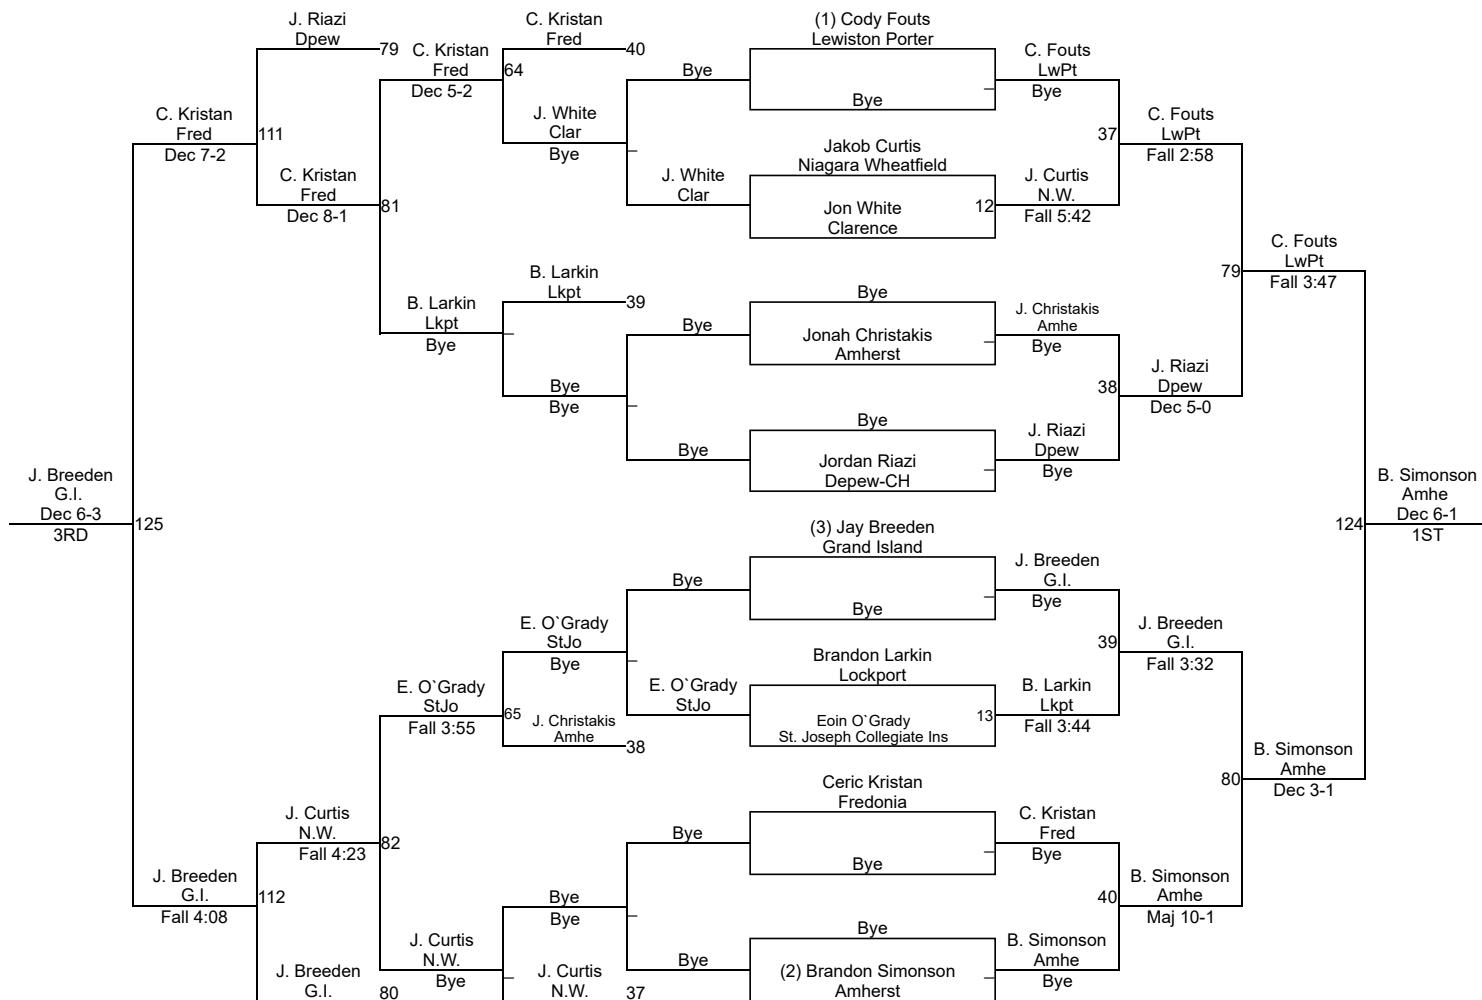 J. Riazi
Dpew
79
C. Kristan
Fred
Dec 5-2
C. Kristan
Fred
40
64
(1) Cody Fouts
Lewiston Porter
Bye
Bye
C. Fouts
LwPt
Bye
C. Kristan
Fred
Dec 7-2
111
J. White
Clar
Bye
37
C. Fouts
LwPt
Fall 2:58
C. Kristan
Fred
Dec 8-1
81
J. White
Clar
Jakob Curtis
Niagara Wheatfield
Jon White
Clarence
12
J. Curtis
N.W.
Fall 5:42
C. Fouts
LwPt
Fall 3:47
79
B. Larkin
Lkpt
Bye
B. Larkin
Lkpt
39
Bye
Bye
Jonah Christakis
Amherst
J. Christakis
Amhe
Bye
Bye
Bye
38
J. Riazi
Dpew
Dec 5-0
Bye
Bye
Jordan Riazi
Depew-CH
J. Riazi
Dpew
Bye
J. Breeden
G.I.
Dec 6-3
3RD
125
124
B. Simonson
Amhe
Dec 6-1
1ST
(3) Jay Breeden
Grand Island
Bye
Bye
J. Breeden
G.I.
Bye
E. O`Grady
StJo
Bye
39
J. Breeden
G.I.
Fall 3:32
E. O`Grady
StJo
Fall 3:55
65
J. Christakis
Amhe
38
E. O`Grady
StJo
Brandon Larkin
Lockport
Eoin O`Grady
St. Joseph Collegiate Ins
13
B. Larkin
Lkpt
Fall 3:44
80
B. Simonson
Amhe
Dec 3-1
J. Curtis
N.W.
Fall 4:23
82
Bye
Ceric Kristan
Fredonia
Bye
C. Kristan
Fred
Bye
J. Breeden
G.I.
Fall 4:08
112
Bye
Bye
40
B. Simonson
Amhe
Maj 10-1
J. Curtis
N.W.
Bye
Bye
Bye
(2) Brandon Simonson
Amherst
B. Simonson
Amhe
Bye
J. Breeden
G.I.
80
J. Curtis
N.W.
37